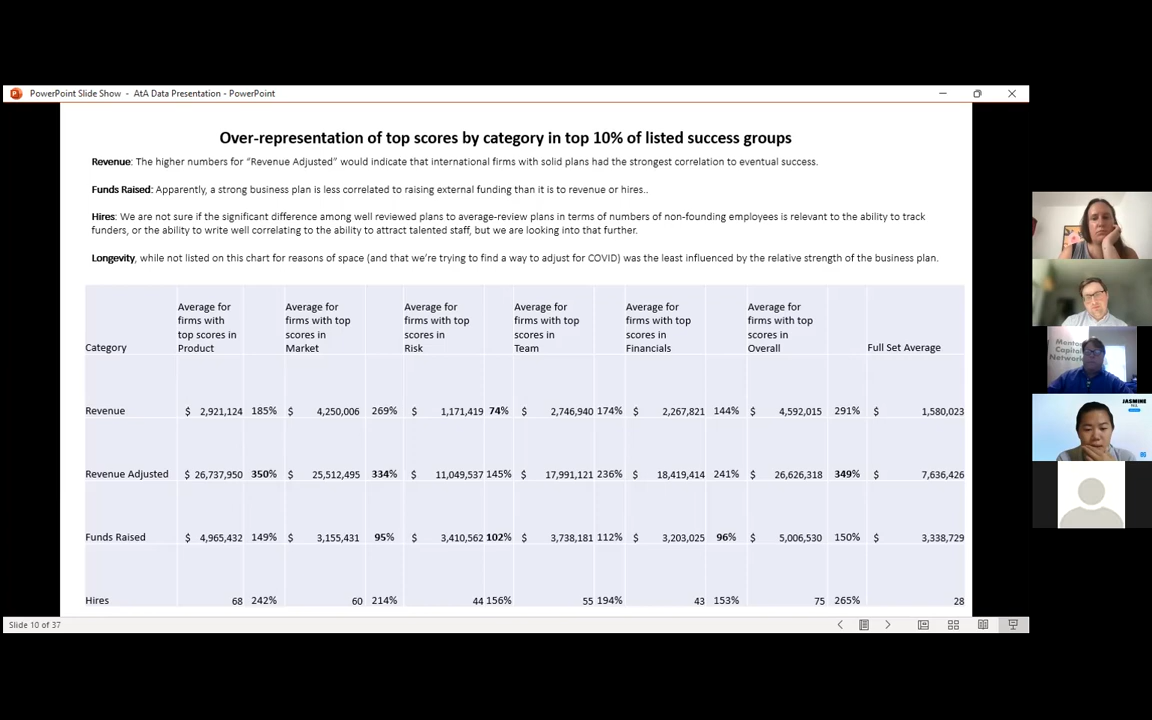 PowerPoint Slide Show - AtA Data Presentation - PowerPoint
Over-representation of top scores by category in top 10% of listed success groups
Revenue: The higher numbers for "Revenue Adjusted" would indicate that international firms with solid plans had the strongest correlation to eventual success.
Funds Raised: Apparently, a strong business plan is less correlated to raising external funding than it is to revenue or hires..
Hires: We are not sure if the significant difference among well reviewed plans to average-review plans in terms of numbers of non-founding employees is relevant to the ability to track
funders, or the ability to write well correlating to the ability to attract talented staff, but we are looking into that further.
Longevity, while not listed on this chart for reasons of space (and that we're trying to find a way to adjust for COVID) was the least influenced by the relative strength of the business plan.
Category Average for firms with top scores in Product Average for firms with top scores in Market Average for firms with top scores in Risk Average for firms with top scores in Team Average for firms with top scores in Financials Average for firms with top scores in Overall Full Set Average
Revenue $ 2,921,124 185% $ 4,250,006 269% $ 1,171,419 74% $ 2,746,940 174% $ 2,267,821 144% $ 4,592,015 291% $ 1,580,023
Revenue Adjusted $ 26,737,950 350% $ 25,512,495 334% $ 11,049,537 145% $ 17,991,121 236% $ 18,419,414 241% $ 26,626,318 349% $ 7,636,426
Funds Raised $ 4,965,432 149% $ 3,155,431 95% $ 3,410,562 102% $ 3,738,181 112% $ 3,203,025 96% $ 5,006,530 150% $ 3,338,729
Hires 68 242% 60 214% 44 156% 55 194% 43 153% 75 265% 28
Slide 10 of 37
Mentor
Capital
Network
JASMINE